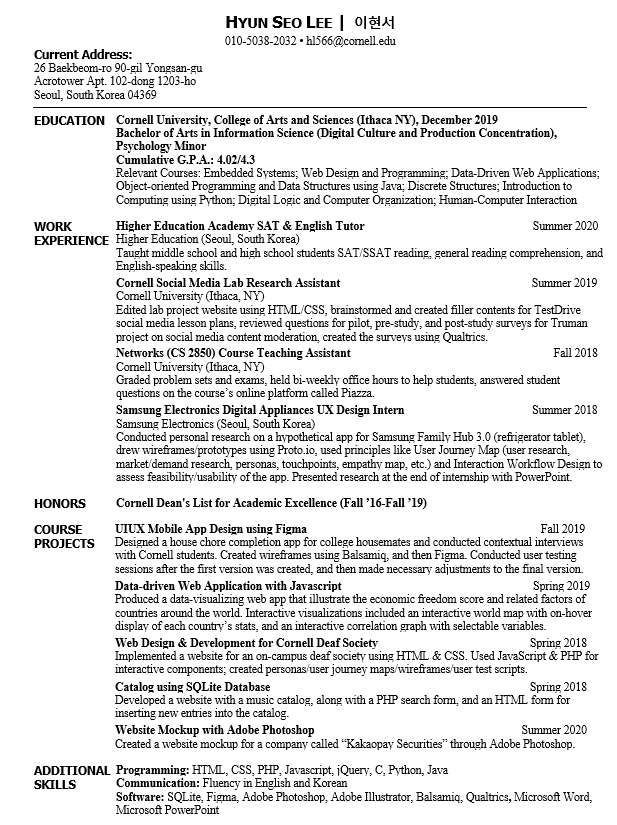 HYUN SEO LEE | 이현서
010-5038-2032 • hl566@cornell.edu
Current Address:
26 Baekbeom-ro 90-gil Yongsan-gu
Acrotower Apt. 102-dong 1203-ho
Seoul, South Korea 04369
EDUCATION Cornell University, College of Arts and Sciences (Ithaca NY), December 2019
Bachelor of Arts in Information Science (Digital Culture and Production Concentration),
Psychology Minor
Cumulative G.P.A.: 4.02/4.3
Relevant Courses: Embedded Systems; Web Design and Programming; Data-Driven Web Applications;
Object-oriented Programming and Data Structures using Java; Discrete Structures; Introduction to
Computing using Python; Digital Logic and Computer Organization; Human-Computer Interaction
WORK Higher Education Academy SAT & English Tutor Summer 2020
EXPERIENCE Higher Education (Seoul, South Korea)
Taught middle school and high school students SAT/SSAT reading, general reading comprehension, and
English-speaking skills.
Cornell Social Media Lab Research Assistant Summer 2019
Cornell University (Ithaca, NY)
Edited lab project website using HTML/CSS, brainstormed and created filler contents for TestDrive
social media lesson plans, reviewed questions for pilot, pre-study, and post-study surveys for Truman
project on social media content moderation, created the surveys using Qualtrics.
Networks (CS 2850) Course Teaching Assistant Fall 2018
Cornell University (Ithaca, NY)
Graded problem sets and exams, held bi-weekly office hours to help students, answered student
questions on the course's online platform called Piazza.
Samsung Electronics Digital Appliances UX Design Intern Summer 2018
Samsung Electronics (Seoul, South Korea)
Conducted personal research on a hypothetical app for Samsung Family Hub 3.0 (refrigerator tablet),
drew wireframes/prototypes using Proto.io, used principles like User Journey Map (user research,
market/demand research, personas, touchpoints, empathy map, etc.) and Interaction Workflow Design to
assess feasibility/usability of the app. Presented research at the end of internship with PowerPoint.
HONORS Cornell Dean's List for Academic Excellence (Fall '16-Fall '19)
COURSE UIUX Mobile App Design using Figma Fall 2019
PROJECTS Designed a house chore completion app for college housemates and conducted contextual interviews
with Cornell students. Created wireframes using Balsamiq, and then Figma. Conducted user testing
sessions after the first version was created, and then made necessary adjustments to the final version.
Data-driven Web Application with Javascript Spring 2019
Produced a data-visualizing web app that illustrate the economic freedom score and related factors of
countries around the world. Interactive visualizations included an interactive world map with on-hover
display of each country's stats, and an interactive correlation graph with selectable variables.
Web Design & Development for Cornell Deaf Society Spring 2018
Implemented a website for an on-campus deaf society using HTML & CSS. Used JavaScript & PHP for
interactive components; created personas/user journey maps/wireframes/user test scripts.
Catalog using SQLite Database Spring 2018
Developed a website with a music catalog, along with a PHP search form, and an HTML form for
inserting new entries into the catalog.
Website Mockup with Adobe Photoshop Summer 2020
Created a website mockup for a company called "Kakaopay Securities" through Adobe Photoshop.
ADDITIONAL Programming: HTML, CSS, PHP, Javascript, jQuery, C, Python, Java
SKILLS Communication: Fluency in English and Korean
Software: SQLite, Figma, Adobe Photoshop, Adobe Illustrator, Balsamiq, Qualtrics, Microsoft Word,
Microsoft PowerPoint